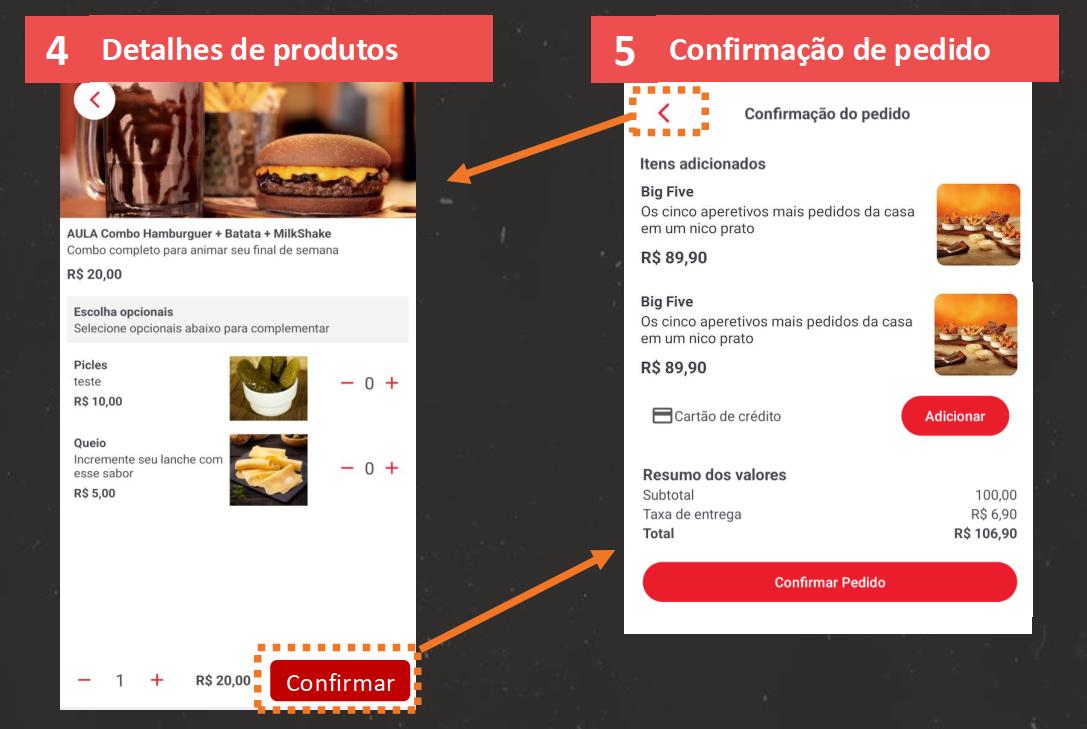 4 Detalhes de produtos
AULA Combo Hamburguer + Batata + MilkShake
Combo completo para animar seu final de semana
R$ 20,00
Escolha opcionais
Selecione opcionais abaixo para complementar
Picles
teste
R$ 10,00
− 0 +
Queio
Incremente seu lanche com
esse sabor
R$ 5,00
− 0 +
− 1 + R$ 20,00 Confirmar
5 Confirmação de pedido
Confirmação do pedido
Itens adicionados
Big Five
Os cinco aperetivos mais pedidos da casa
em um nico prato
R$ 89,90
Big Five
Os cinco aperetivos mais pedidos da casa
em um nico prato
R$ 89,90
Cartão de crédito Adicionar
Resumo dos valores
Subtotal 100,00
Taxa de entrega R$ 6,90
Total R$ 106,90
Confirmar Pedido